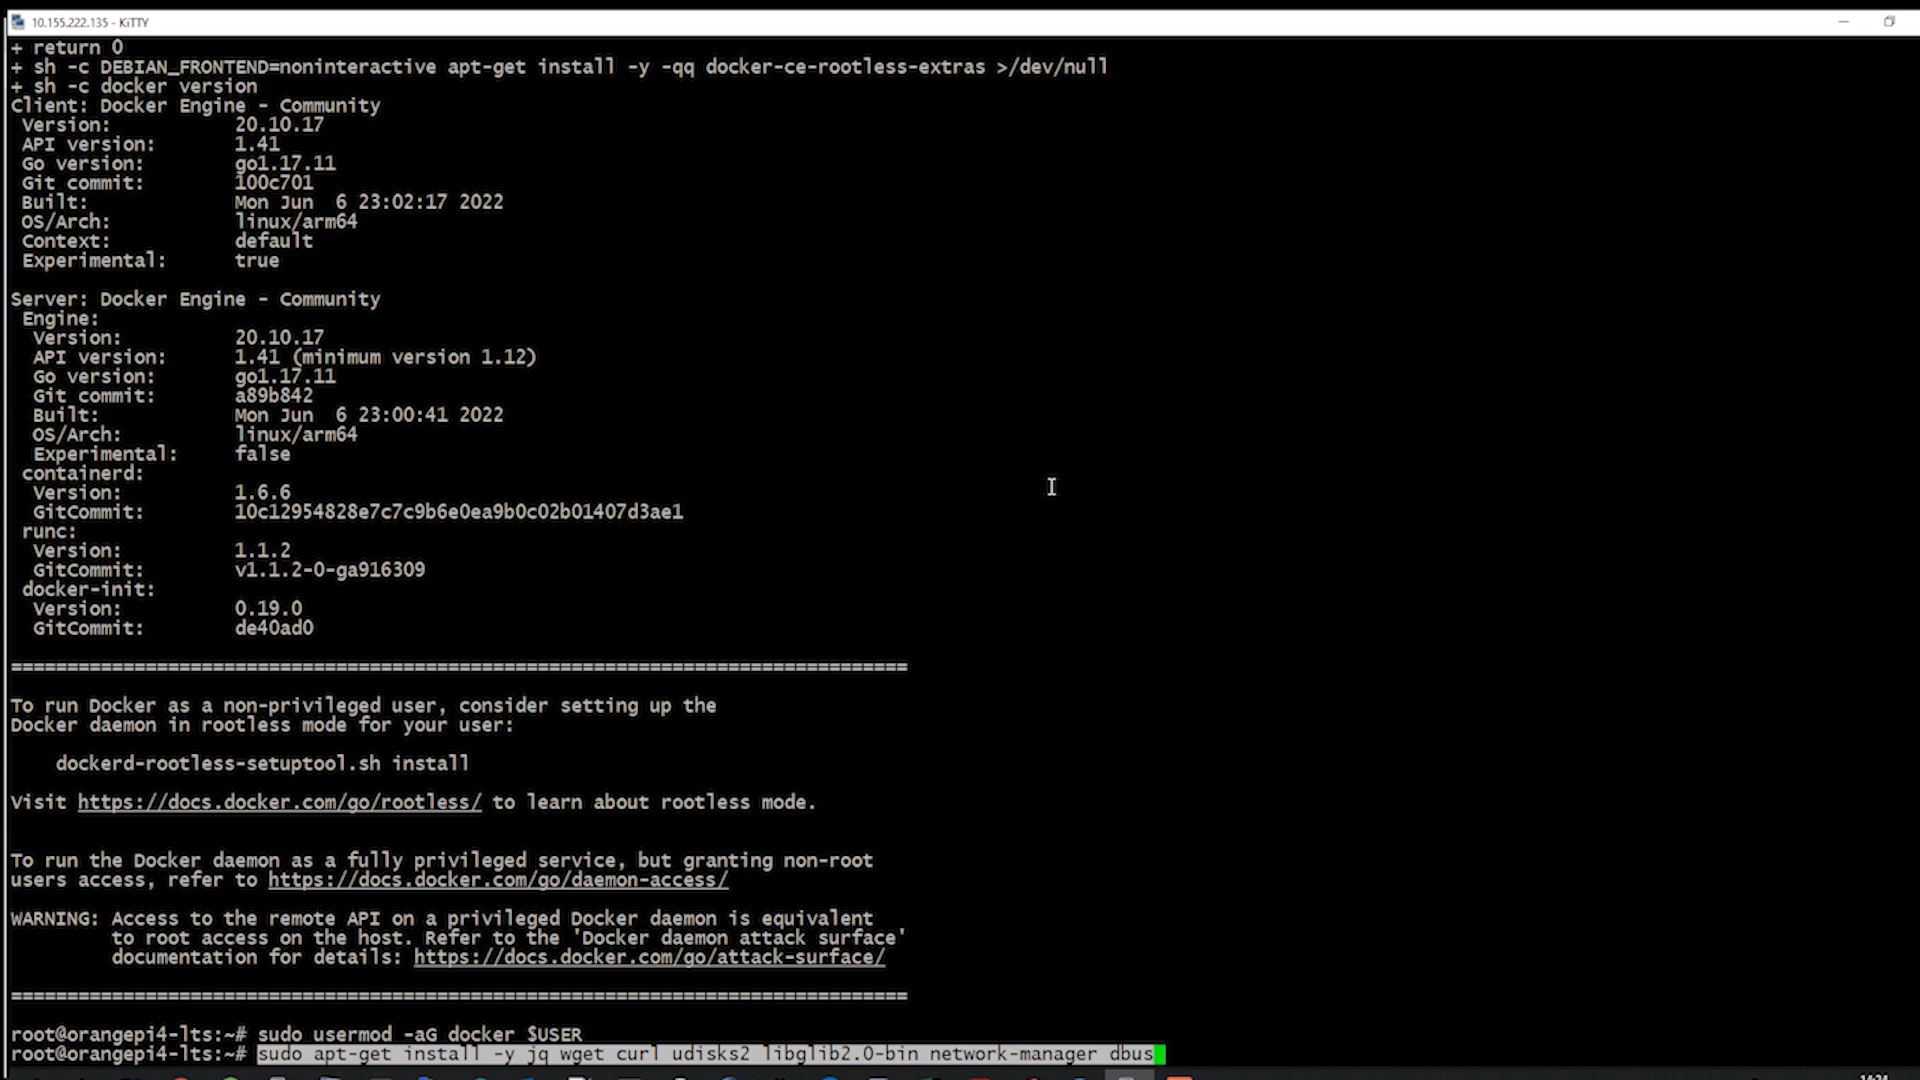 10.155.222.135 - KiTTY
+ return 0
+ sh -c DEBIAN_FRONTEND=noninteractive apt-get install -y -qq docker-ce-rootless-extras >/dev/null
+ sh -c docker version
Client: Docker Engine - Community
Version: 20.10.17
API version: 1.41
Go version: go1.17.11
Git commit: 100c701
Built: Mon Jun 6 23:02:17 2022
OS/Arch: linux/arm64
Context: default
Experimental: true
Server: Docker Engine - Community
Engine:
Version: 20.10.17
API version: 1.41 (minimum version 1.12)
Go version: go1.17.11
Git commit: a89b842
Built: Mon Jun 6 23:00:41 2022
OS/Arch: linux/arm64
Experimental: false
containerd:
Version: 1.6.6
GitCommit: 10c12954828e7c7c9b6e0ea9b0c02b01407d3ae1
runc:
Version: 1.1.2
GitCommit: v1.1.2-0-ga916309
docker-init:
Version: 0.19.0
GitCommit: de40ad0
================================================================================
To run Docker as a non-privileged user, consider setting up the
Docker daemon in rootless mode for your user:
dockerd-rootless-setuptool.sh install
Visit https://docs.docker.com/go/rootless/ to learn about rootless mode.
To run the Docker daemon as a fully privileged service, but granting non-root
users access, refer to https://docs.docker.com/go/daemon-access/
WARNING: Access to the remote API on a privileged Docker daemon is equivalent
to root access on the host. Refer to the 'Docker daemon attack surface'
documentation for details: https://docs.docker.com/go/attack-surface/
================================================================================
root@orangepi4-lts:~# sudo usermod -aG docker $USER
root@orangepi4-lts:~# sudo apt-get install -y jq wget curl udisks2 libglib2.0-bin network-manager dbus